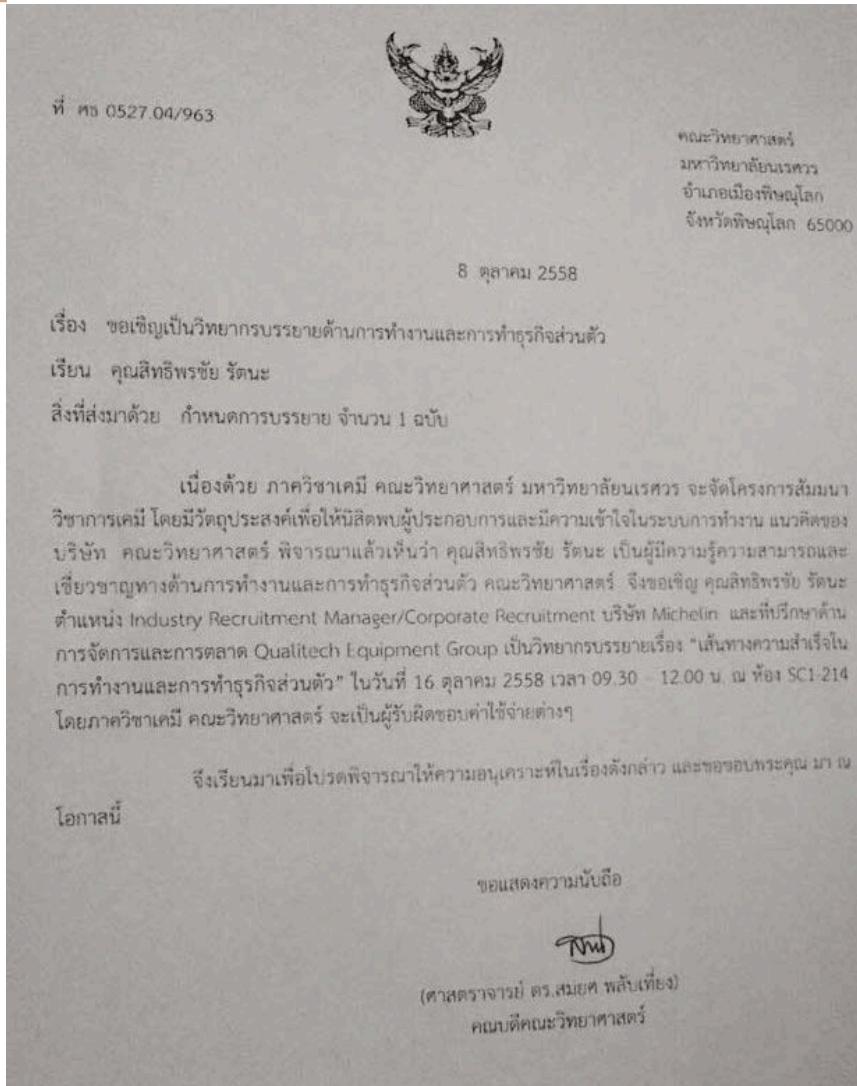 ที่ ศธ 0527.04/963
คณะวิทยาศาสตร์
มหาวิทยาลัยนเรศวร
อำเภอเมืองพิษณุโลก
จังหวัดพิษณุโลก 65000
8 ตุลาคม 2558
เรื่อง ขอเชิญเป็นวิทยากรบรรยายด้านการทำงานและการทำธุรกิจส่วนตัว
เรียน คุณสิทธิพรชัย รัตนะ
สิ่งที่ส่งมาด้วย กำหนดการบรรยาย จำนวน 1 ฉบับ
เนื่องด้วย ภาควิชาเคมี คณะวิทยาศาสตร์ มหาวิทยาลัยนเรศวร จะจัดโครงการสัมมนา
วิชาการเคมี โดยมีวัตถุประสงค์เพื่อให้นิสิตพบผู้ประกอบการและมีความเข้าใจในระบบการทำงาน แนวคิดของ
บริษัท คณะวิทยาศาสตร์ พิจารณาแล้วเห็นว่า คุณสิทธิพรชัย รัตนะ เป็นผู้มีความรู้ความสามารถและ
เชี่ยวชาญทางด้านการทำงานและการทำธุรกิจส่วนตัว คณะวิทยาศาสตร์ จึงขอเชิญ คุณสิทธิพรชัย รัตนะ
ตำแหน่ง Industry Recruitment Manager/Corporate Recruitment บริษัท Michelin และที่ปรึกษาด้าน
การจัดการและการตลาด Qualitech Equipment Group เป็นวิทยากรบรรยายเรื่อง "เส้นทางความสำเร็จใน
การทำงานและการทำธุรกิจส่วนตัว" ในวันที่ 16 ตุลาคม 2558 เวลา 09.30 - 12.00 น. ณ ห้อง SC1-214
โดยภาควิชาเคมี คณะวิทยาศาสตร์ จะเป็นผู้รับผิดชอบค่าใช้จ่ายต่างๆ
จึงเรียนมาเพื่อโปรดพิจารณาให้ความอนุเคราะห์ในเรื่องดังกล่าว และขอขอบพระคุณ มา ณ
โอกาสนี้
ขอแสดงความนับถือ
(ศาสตราจารย์ ดร.สมยศ พลับเที่ยง)
คณบดีคณะวิทยาศาสตร์